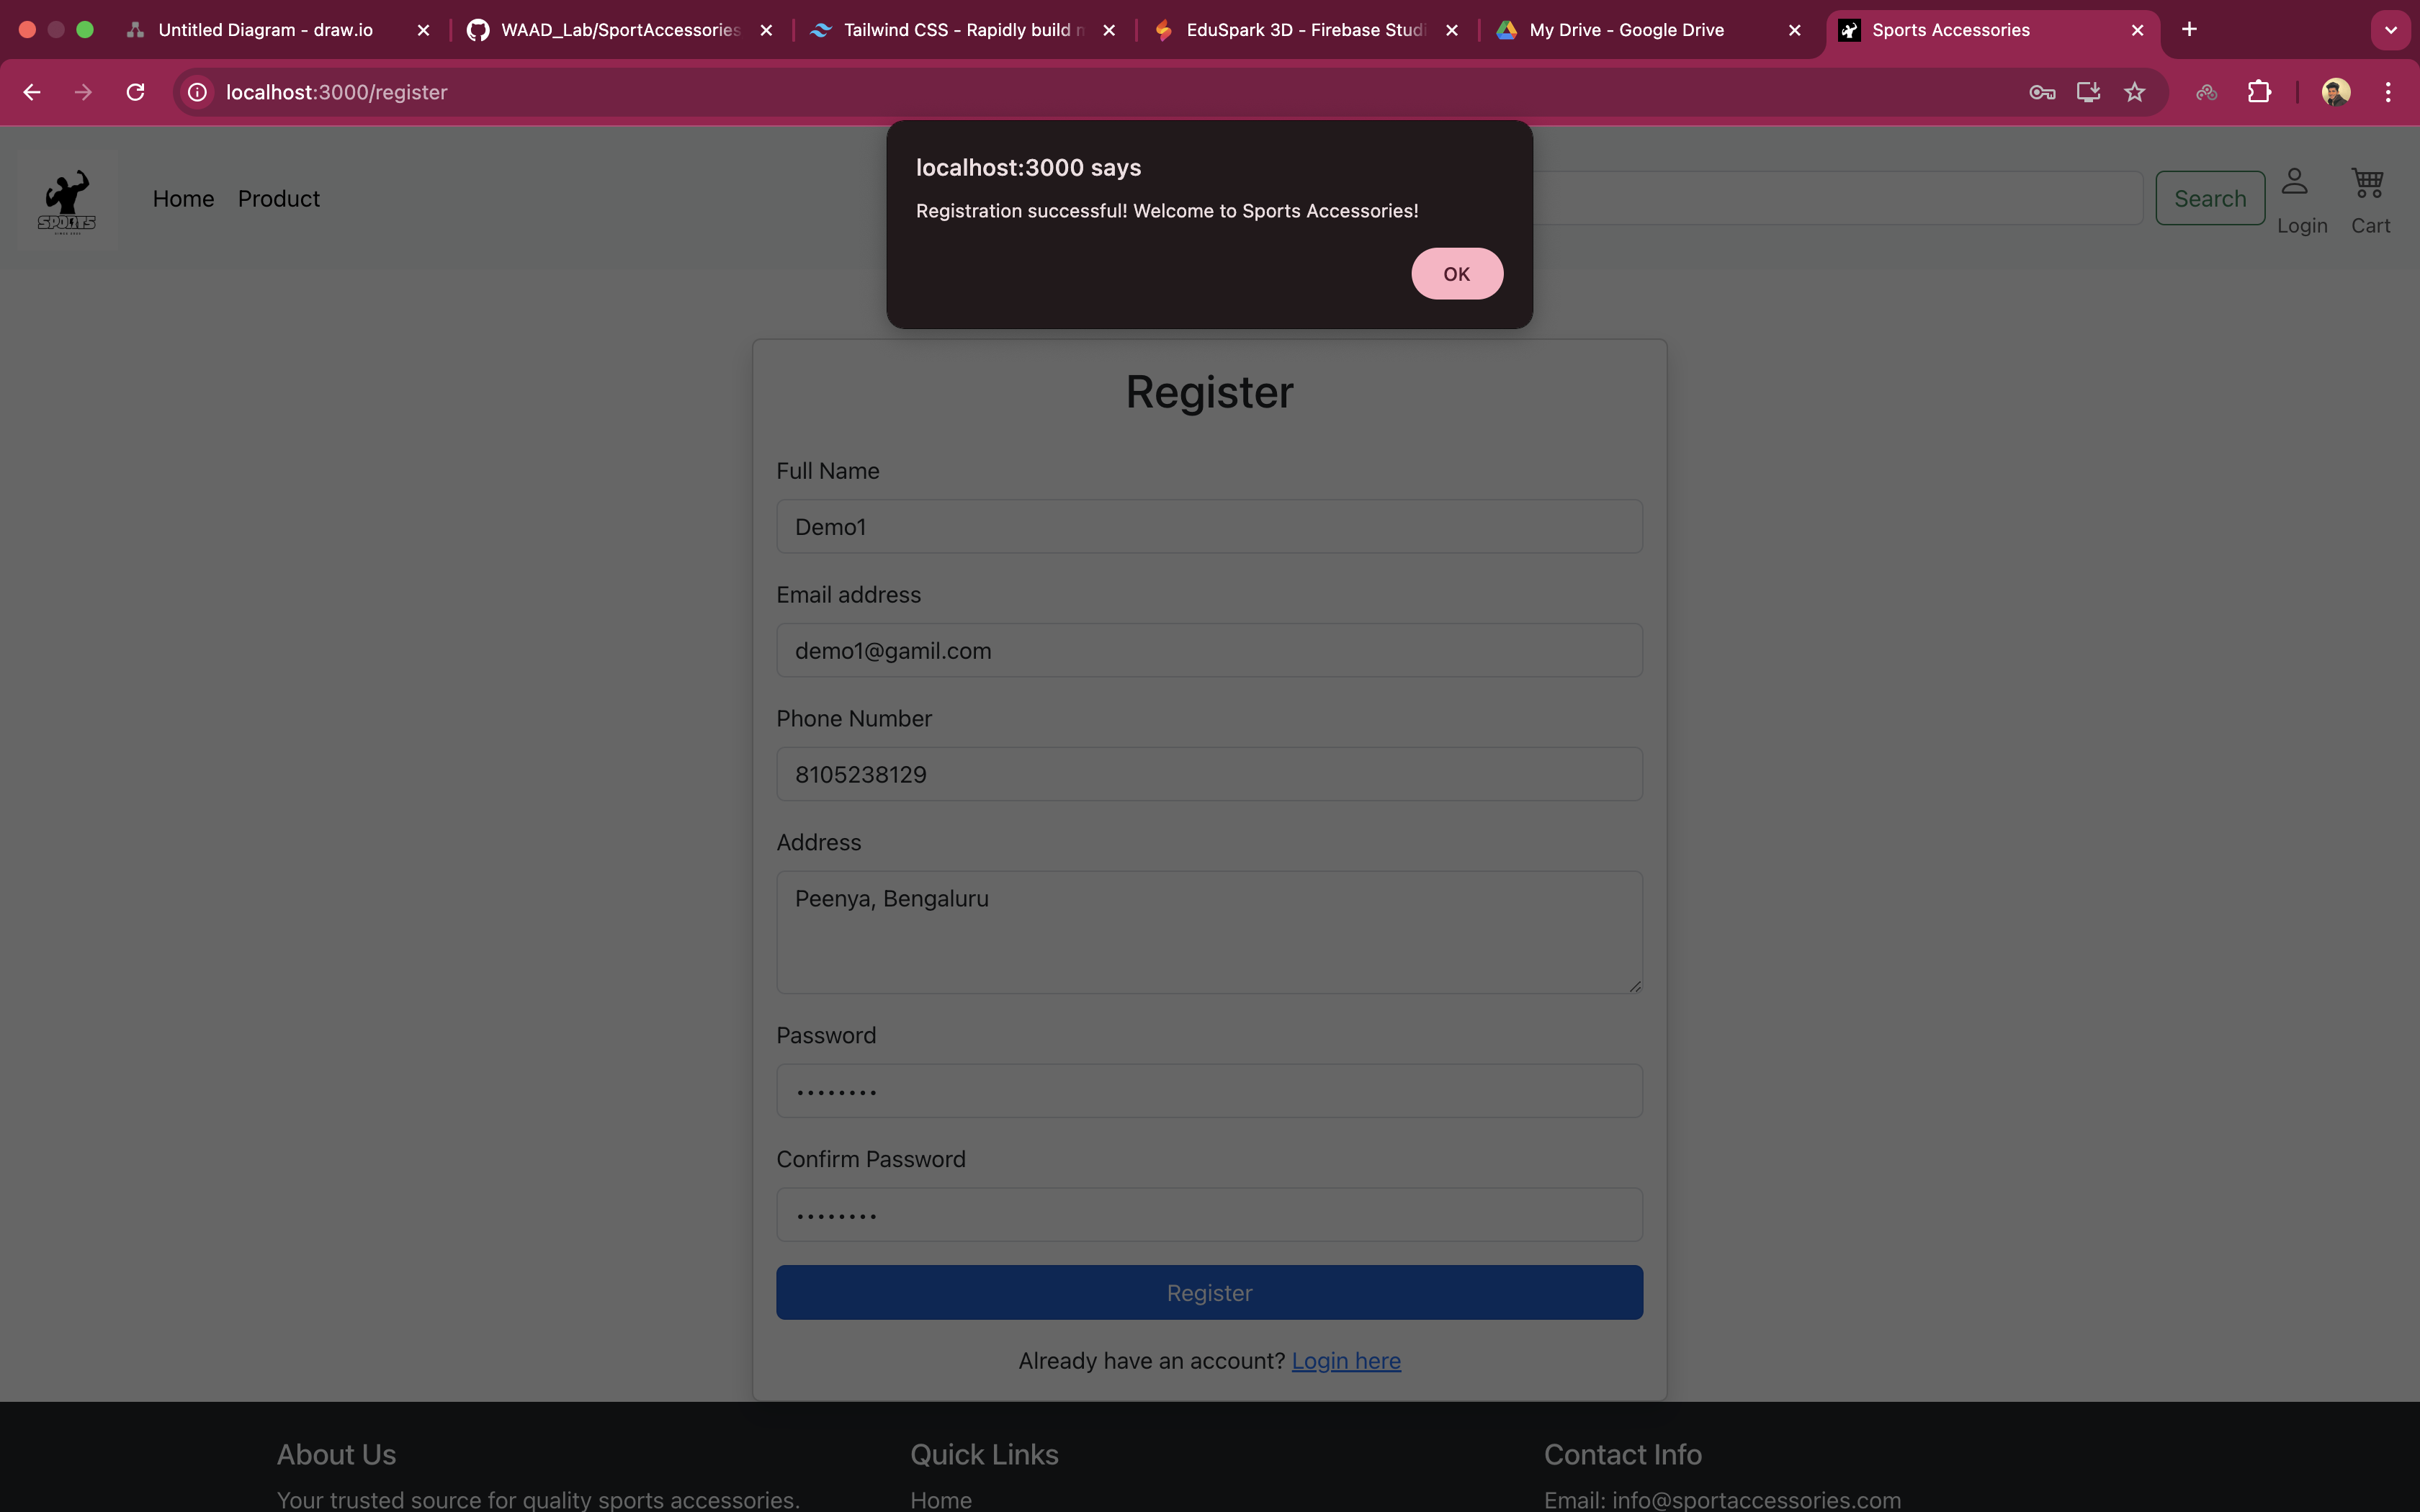 Untitled Diagram - draw.io
WAAD_Lab/SportAccessories
Tailwind CSS - Rapidly build
EduSpark 3D - Firebase Studi
My Drive - Google Drive
Sports Accessories
localhost:3000/register
localhost:3000 says
Registration successful! Welcome to Sports Accessories!
OK
SPORTS
Home
Product
Search
Login
Cart
Register
Full Name
Demo1
Email address
demo1@gamil.com
Phone Number
8105238129
Address
Peenya, Bengaluru
Password
••••••••
Confirm Password
••••••••
Register
Already have an account? Login here
About Us
Quick Links
Contact Info
Your trusted source for quality sports accessories.
Home
Email: info@sportaccessories.com